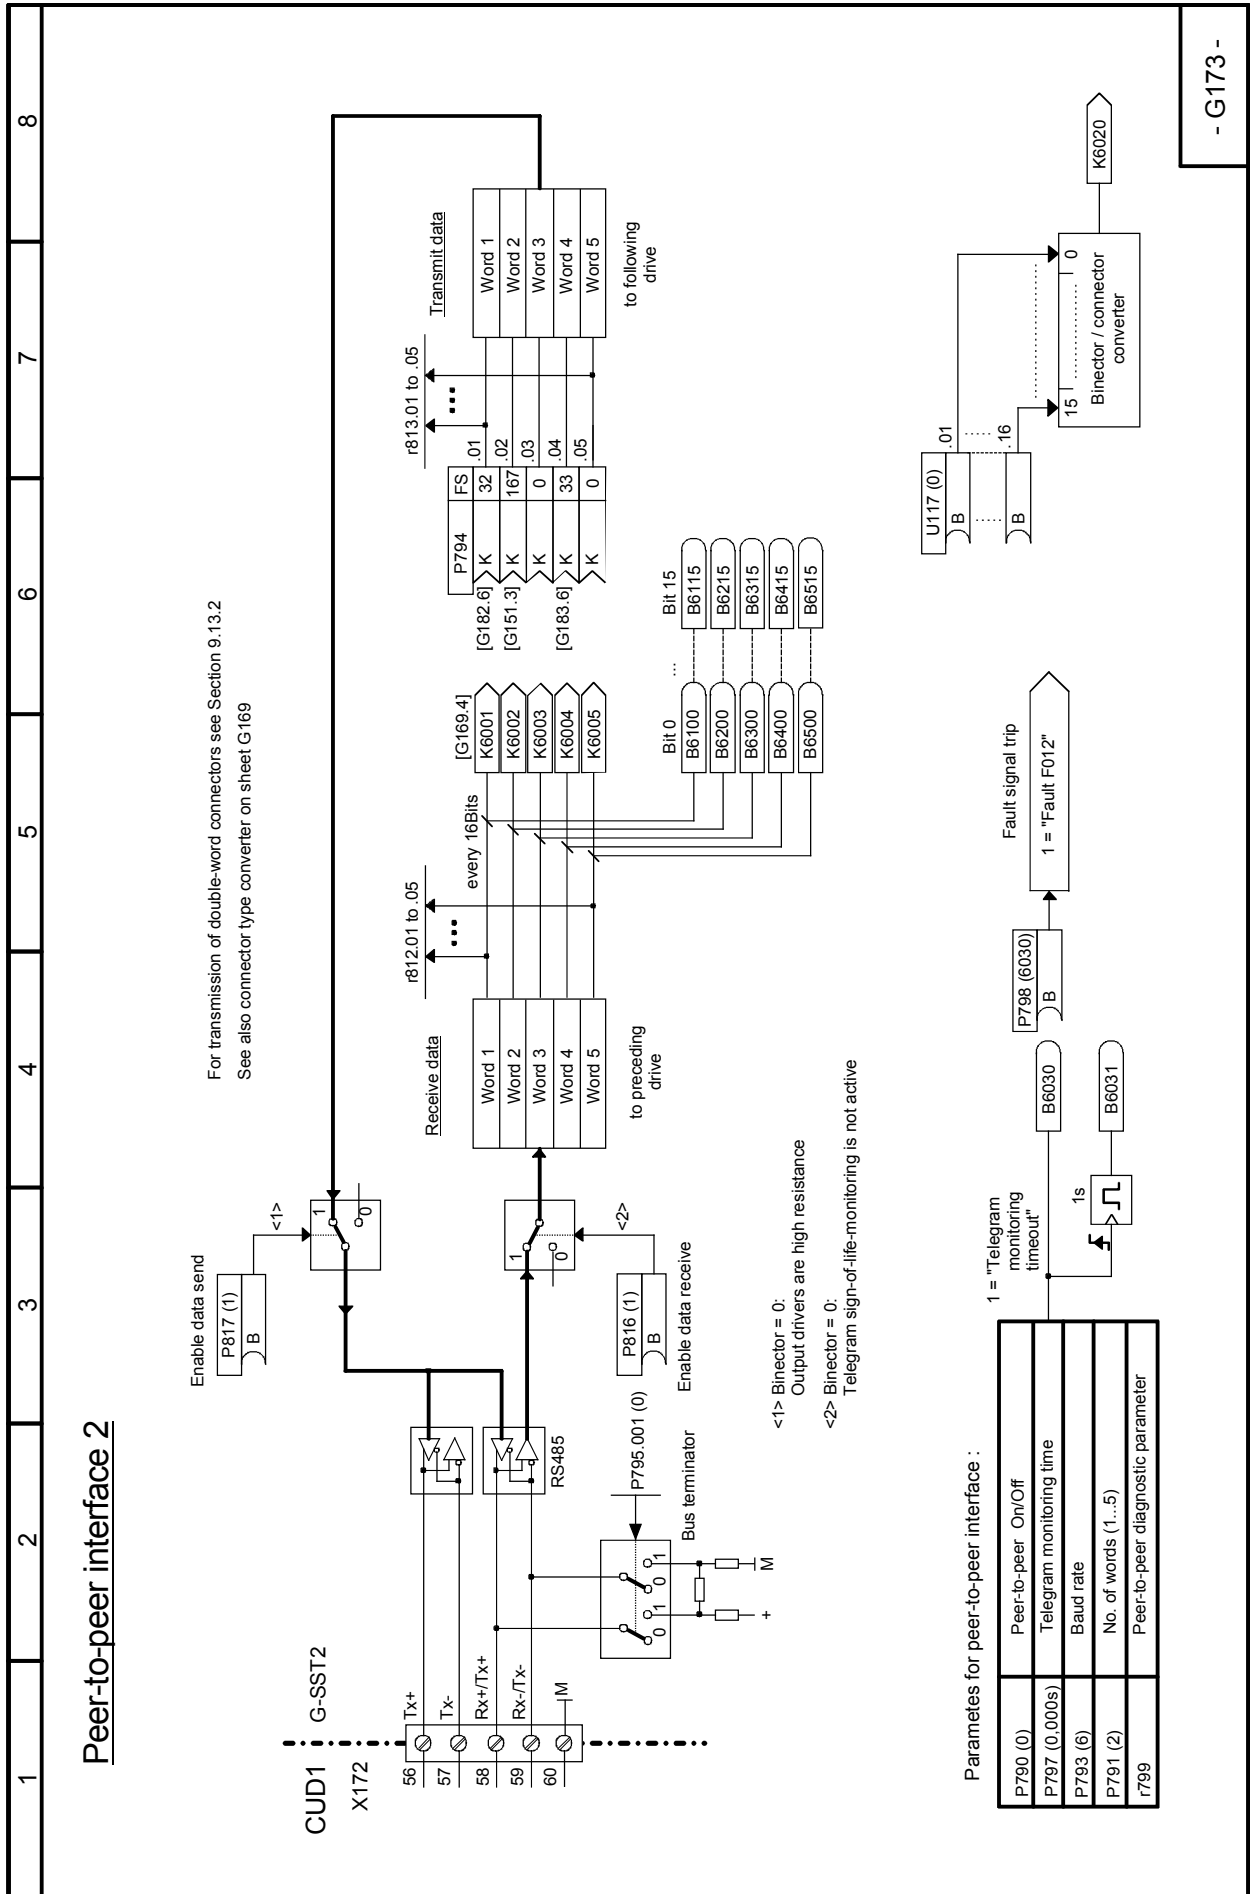 1 2 3 4 5 6 7 8
Peer-to-peer interface 2
For transmission of double-word connectors see Section 9.13.2
See also connector type converter on sheet G169
CUD1
X172
G-SST2
56
57
58
59
60
Tx+
Tx-
Rx+/Tx+
Rx-/Tx-
M
RS485
P795.001 (0)
Bus terminator
0 1 0 1
+
M
Enable data send
P817 (1)
B
<1>
1
0
P816 (1)
B
Enable data receive
<2>
1
0
Receive data
Word 1
Word 2
Word 3
Word 4
Word 5
to preceding
drive
r812.01 to .05
every 16Bits
[G169.4]
K6001
K6002
K6003
K6004
K6005
Bit 0 ... Bit 15
B6100 B6115
B6200 B6215
B6300 B6315
B6400 B6415
B6500 B6515
P794 FS
[G182.6] K 32 .01
[G151.3] K 167 .02
K 0 .03
[G183.6] K 33 .04
K 0 .05
r813.01 to .05
Transmit data
Word 1
Word 2
Word 3
Word 4
Word 5
to following
drive
<1> Binector = 0:
Output drivers are high resistance
<2> Binector = 0:
Telegram sign-of-life-monitoring is not active
Parametes for peer-to-peer interface :
P790 (0) Peer-to-peer On/Off
P797 (0,000s) Telegram monitoring time
P793 (6) Baud rate
P791 (2) No. of words (1...5)
r799 Peer-to-peer diagnostic parameter
1 = "Telegram
monitoring
timeout"
1s
B6030
B6031
P798 (6030)
B
Fault signal trip
1 = "Fault F012"
U117 (0)
B .01
B .16
15 0
Binector / connector
converter
K6020
- G173 -